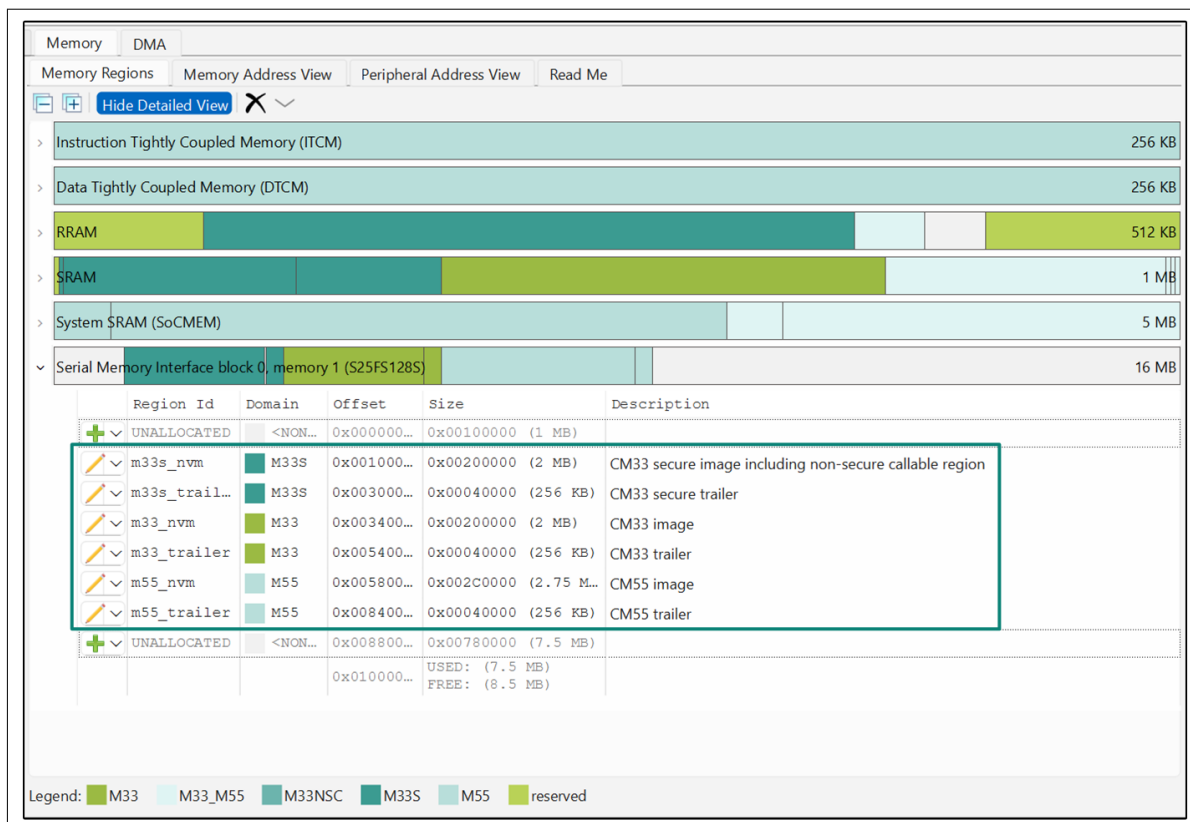 Memory DMA
Memory Regions Memory Address View Peripheral Address View Read Me
Hide Detailed View
Instruction Tightly Coupled Memory (ITCM) 256 KB
Data Tightly Coupled Memory (DTCM) 256 KB
RRAM 512 KB
SRAM 1 MB
System SRAM (SoCMEM) 5 MB
Serial Memory Interface block 0, memory 1 (S25FS128S) 16 MB
Region Id Domain Offset Size Description
UNALLOCATED <NON... 0x000000... 0x00100000 (1 MB)
m33s_nvm M33S 0x001000... 0x00200000 (2 MB) CM33 secure image including non-secure callable region
m33s_trail... M33S 0x003000... 0x00040000 (256 KB) CM33 secure trailer
m33_nvm M33 0x003400... 0x00200000 (2 MB) CM33 image
m33_trailer M33 0x005400... 0x00040000 (256 KB) CM33 trailer
m55_nvm M55 0x005800... 0x002C0000 (2.75 M... CM55 image
m55_trailer M55 0x008400... 0x00040000 (256 KB) CM55 trailer
UNALLOCATED <NON... 0x008800... 0x00780000 (7.5 MB)
0x010000... USED: (7.5 MB)
FREE: (8.5 MB)
Legend: M33 M33_M55 M33NSC M33S M55 reserved